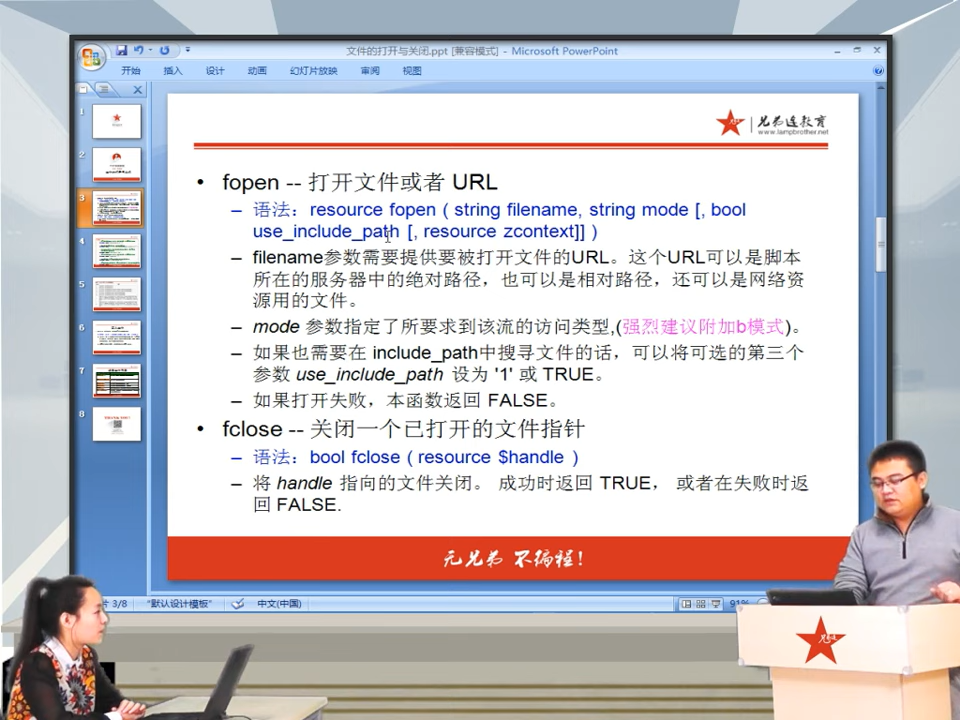 文件的打开与关闭.ppt [兼容模式] - Microsoft PowerPoint
开始 插入 设计 动画 幻灯片放映 审阅 视图
1
2
3
4
5
6
7
8
兄弟连教育
www.lampbrother.net
• fopen -- 打开文件或者 URL
– 语法：resource fopen ( string filename, string mode [, bool
use_include_path [, resource zcontext]] )
– filename参数需要提供要被打开文件的URL。这个URL可以是脚本
所在的服务器中的绝对路径，也可以是相对路径，还可以是网络资
源用的文件。
– mode 参数指定了所要求到该流的访问类型,(强烈建议附加b模式)。
– 如果也需要在 include_path中搜寻文件的话，可以将可选的第三个
参数 use_include_path 设为 '1' 或 TRUE。
– 如果打开失败，本函数返回 FALSE。
• fclose -- 关闭一个已打开的文件指针
– 语法：bool fclose ( resource $handle )
– 将 handle 指向的文件关闭。 成功时返回 TRUE， 或者在失败时返
回 FALSE.
无兄弟 不编程!
片 3/8 "默认设计模板" 中文(中国) 91%